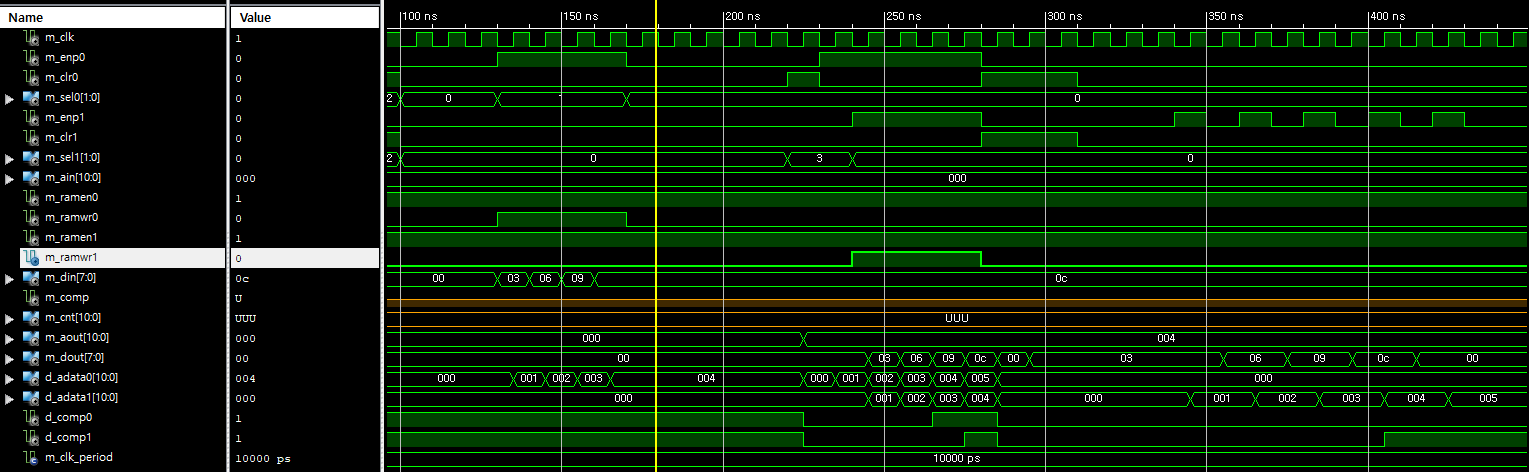 Name Value 100 ns 150 ns 200 ns 250 ns 300 ns 350 ns 400 ns
m_clk 1
m_enp0 0
m_clr0 0
m_sel0[1:0] 0 2 0 0
m_enp1 0
m_clr1 0
m_sel1[1:0] 0 2 0 3 0
m_ain[10:0] 000 000
m_ramen0 1
m_ramwr0 0
m_ramen1 1
m_ramwr1 0
m_din[7:0] 0c 00 03 06 09 0c
m_comp U
m_cnt[10:0] UUU UUU
m_aout[10:0] 000 000 004
m_dout[7:0] 00 00 03 06 09 0c 00 03 06 09 0c 00
d_adata0[10:0] 004 000 001 002 003 004 000 001 002 003 004 005 000
d_adata1[10:0] 000 000 001 002 003 004 000 001 002 003 004 005
d_comp0 1
d_comp1 1
m_clk_period 10000 ps 10000 ps